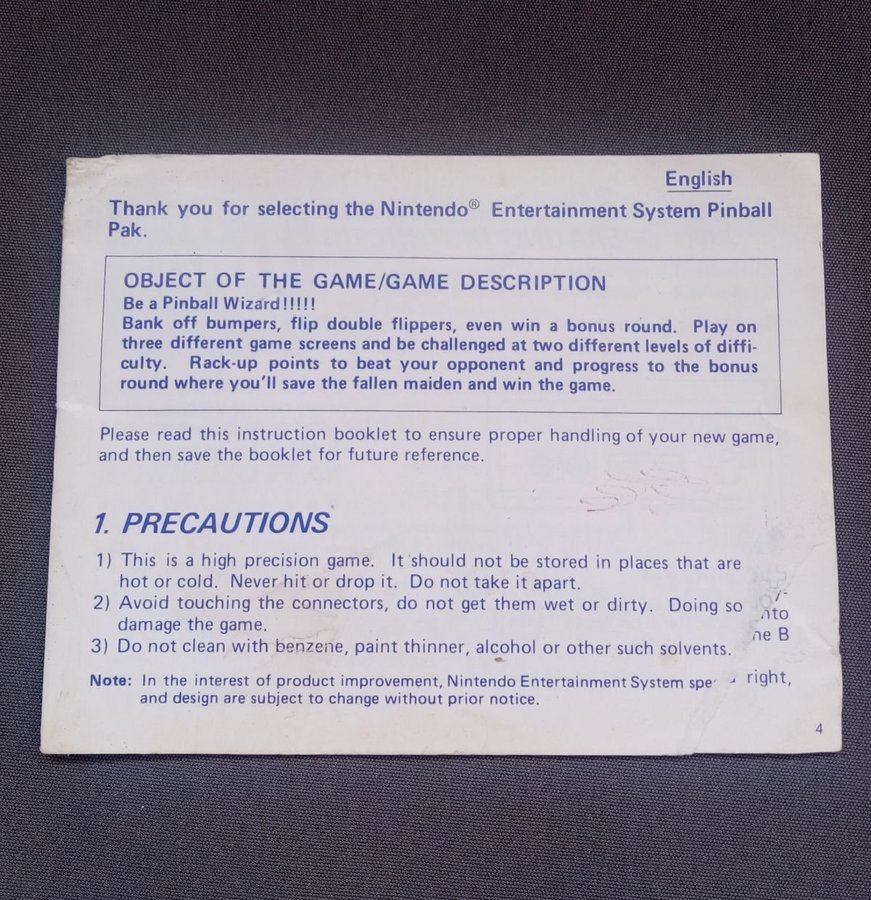 English
Thank you for selecting the Nintendo® Entertainment System Pinball
Pak.
OBJECT OF THE GAME/GAME DESCRIPTION
Be a Pinball Wizard!!!!!
Bank off bumpers, flip double flippers, even win a bonus round. Play on
three different game screens and be challenged at two different levels of diffi-
culty. Rack-up points to beat your opponent and progress to the bonus
round where you'll save the fallen maiden and win the game.
Please read this instruction booklet to ensure proper handling of your new game,
and then save the booklet for future reference.
1. PRECAUTIONS
1) This is a high precision game. It should not be stored in places that are
hot or cold. Never hit or drop it. Do not take it apart.
2) Avoid touching the connectors, do not get them wet or dirty. Doing so
damage the game.
3) Do not clean with benzene, paint thinner, alcohol or other such solvents.
B
Note: In the interest of product improvement, Nintendo Entertainment System
right,
and design are subject to change without prior notice.
4